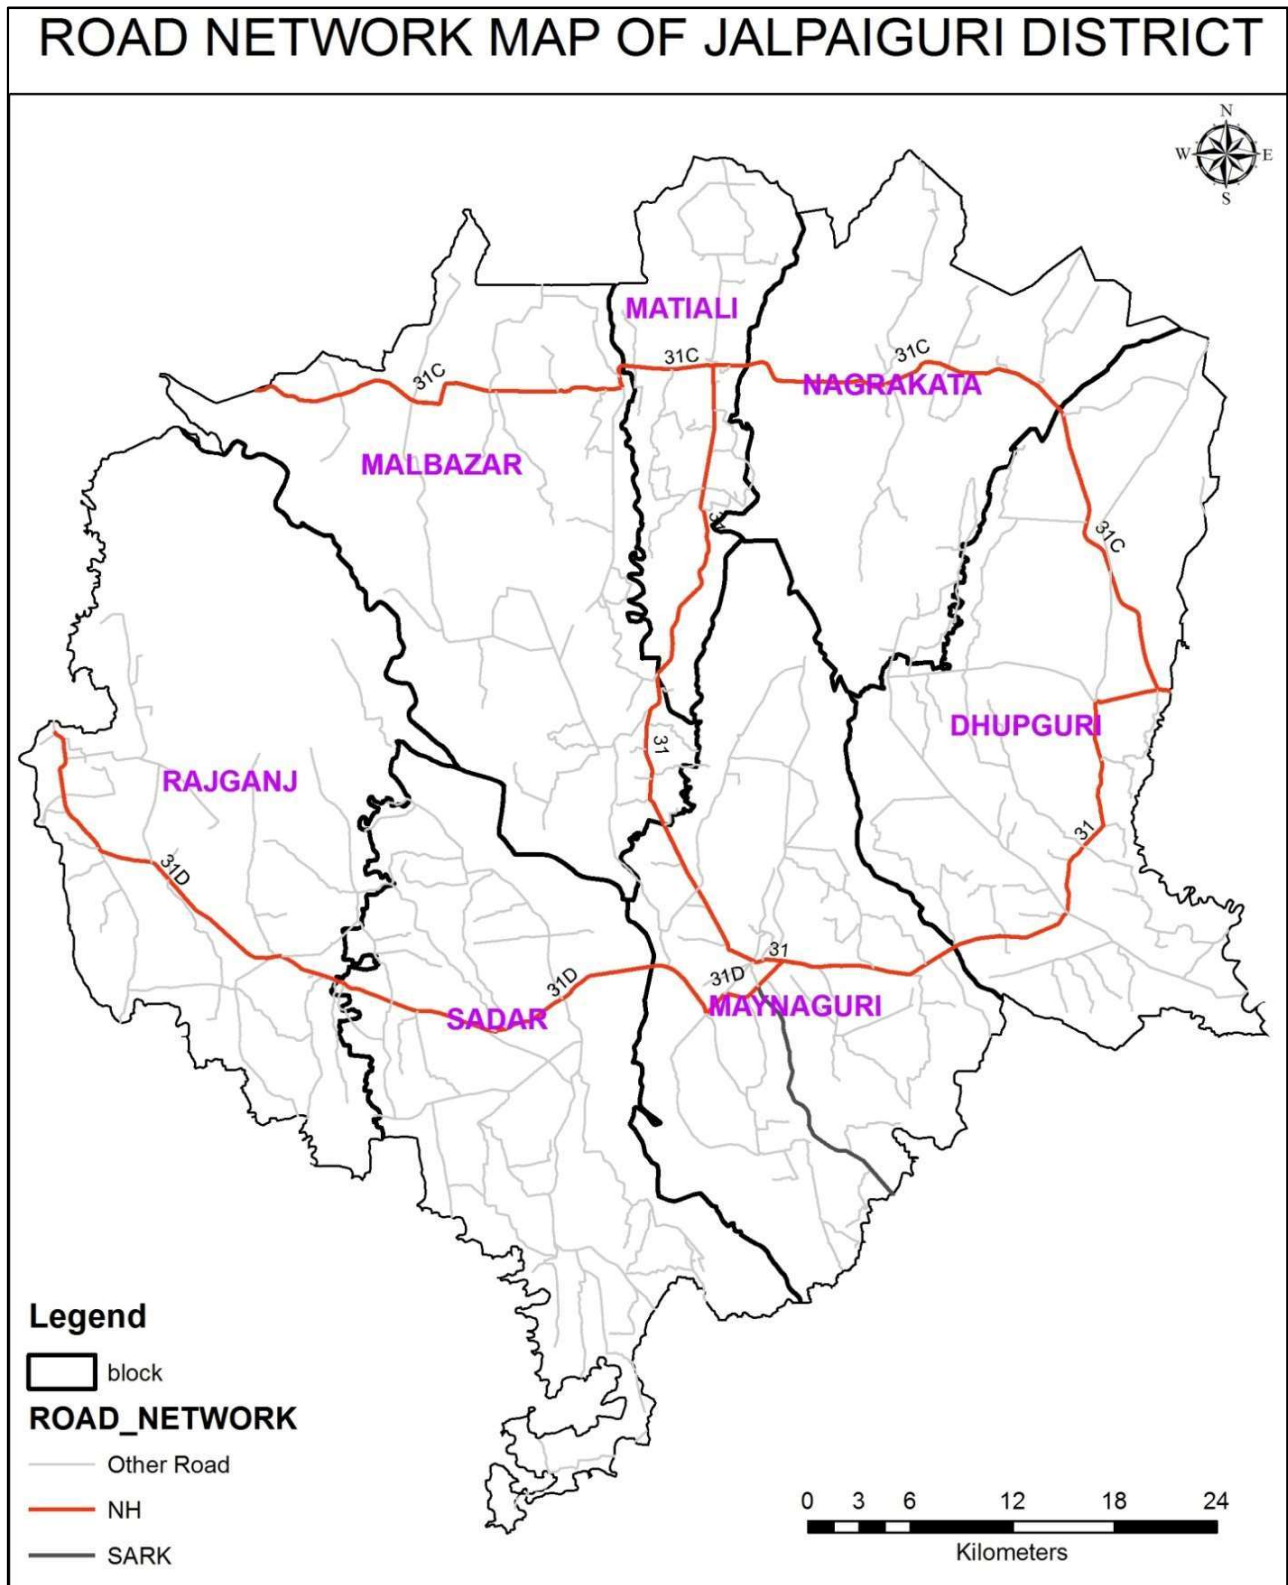 ROAD NETWORK MAP OF JALPAIGURI DISTRICT
N
W E
S
MATIALI
31C
31C
31C
NAGRAKATA
MALBAZAR
31C
DHUPGURI
31
RAJGANJ
31
31D
31
31D
31D
MAYNAGURI
SADAR
Legend
block
ROAD_NETWORK
Other Road
NH
SARK
0 3 6 12 18 24
Kilometers